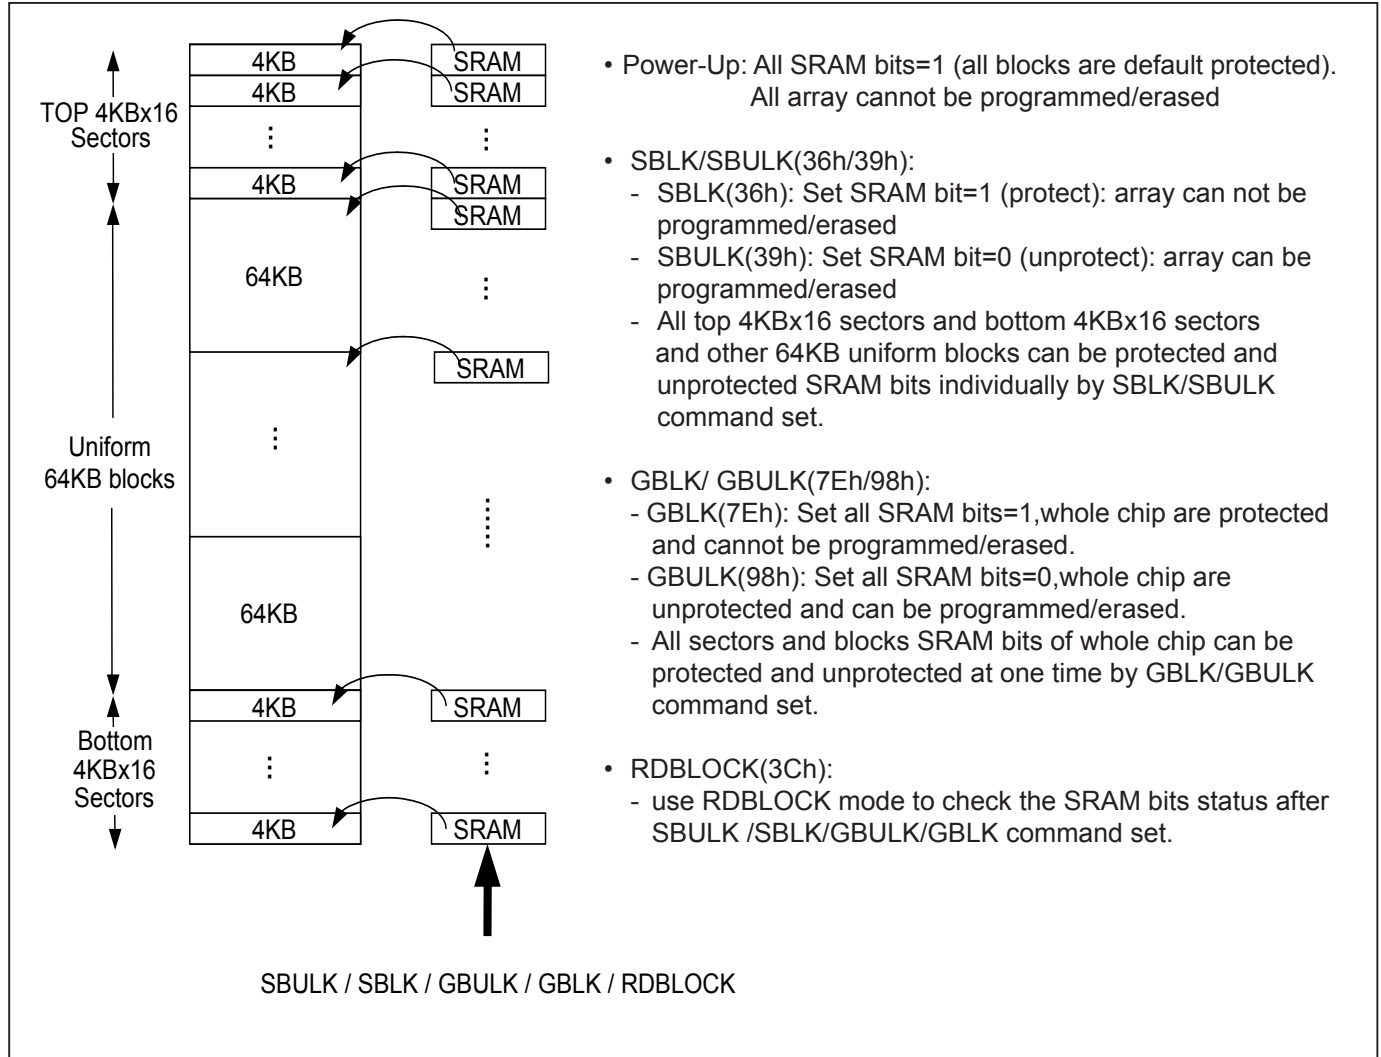 4KB
4KB
⋮
4KB
64KB
⋮
64KB
4KB
⋮
4KB
SRAM
SRAM
⋮
SRAM
SRAM
⋮
SRAM
⋮
SRAM
⋮
SRAM
TOP 4KBx16
Sectors
Uniform
64KB blocks
Bottom
4KBx16
Sectors
SBULK / SBLK / GBULK / GBLK / RDBLOCK
• Power-Up: All SRAM bits=1 (all blocks are default protected).
All array cannot be programmed/erased
• SBLK/SBULK(36h/39h):
- SBLK(36h): Set SRAM bit=1 (protect): array can not be
programmed/erased
- SBULK(39h): Set SRAM bit=0 (unprotect): array can be
programmed/erased
- All top 4KBx16 sectors and bottom 4KBx16 sectors
and other 64KB uniform blocks can be protected and
unprotected SRAM bits individually by SBLK/SBULK
command set.
• GBLK/ GBULK(7Eh/98h):
- GBLK(7Eh): Set all SRAM bits=1,whole chip are protected
and cannot be programmed/erased.
- GBULK(98h): Set all SRAM bits=0,whole chip are
unprotected and can be programmed/erased.
- All sectors and blocks SRAM bits of whole chip can be
protected and unprotected at one time by GBLK/GBULK
command set.
• RDBLOCK(3Ch):
- use RDBLOCK mode to check the SRAM bits status after
SBULK /SBLK/GBULK/GBLK command set.